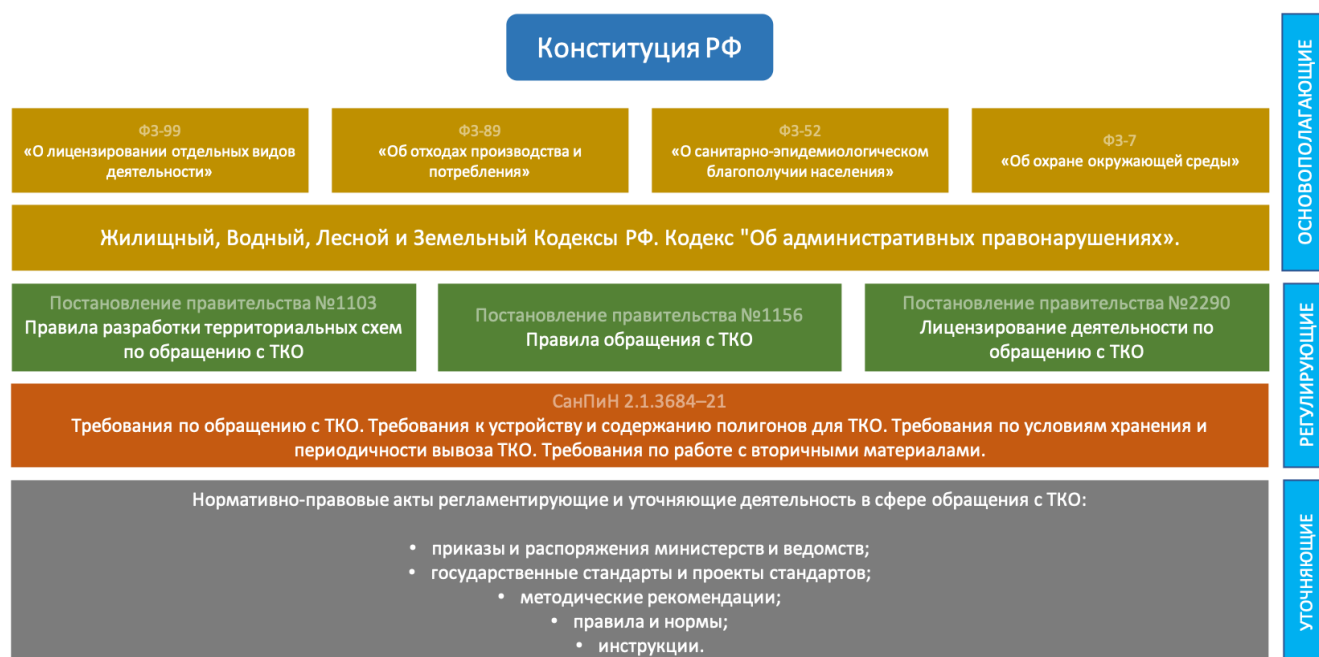 Конституция РФ
ФЗ-99
«О лицензировании отдельных видов
деятельности»
ФЗ-89
«Об отходах производства и
потребления»
ФЗ-52
«О санитарно-эпидемиологическом
благополучии населения»
ФЗ-7
«Об охране окружающей среды»
Жилищный, Водный, Лесной и Земельный Кодексы РФ. Кодекс "Об административных правонарушениях».
ОСНОВОПОЛАГАЮЩИЕ
Постановление правительства №1103
Правила разработки территориальных схем
по обращению с ТКО
Постановление правительства №1156
Правила обращения с ТКО
Постановление правительства №2290
Лицензирование деятельности по
обращению с ТКО
СанПиН 2.1.3684–21
Требования по обращению с ТКО. Требования к устройству и содержанию полигонов для ТКО. Требования по условиям хранения и
периодичности вывоза ТКО. Требования по работе с вторичными материалами.
РЕГУЛИРУЮЩИЕ
Нормативно-правовые акты регламентирующие и уточняющие деятельность в сфере обращения с ТКО:
• приказы и распоряжения министерств и ведомств;
• государственные стандарты и проекты стандартов;
• методические рекомендации;
• правила и нормы;
• инструкции.
УТОЧНЯЮЩИЕ